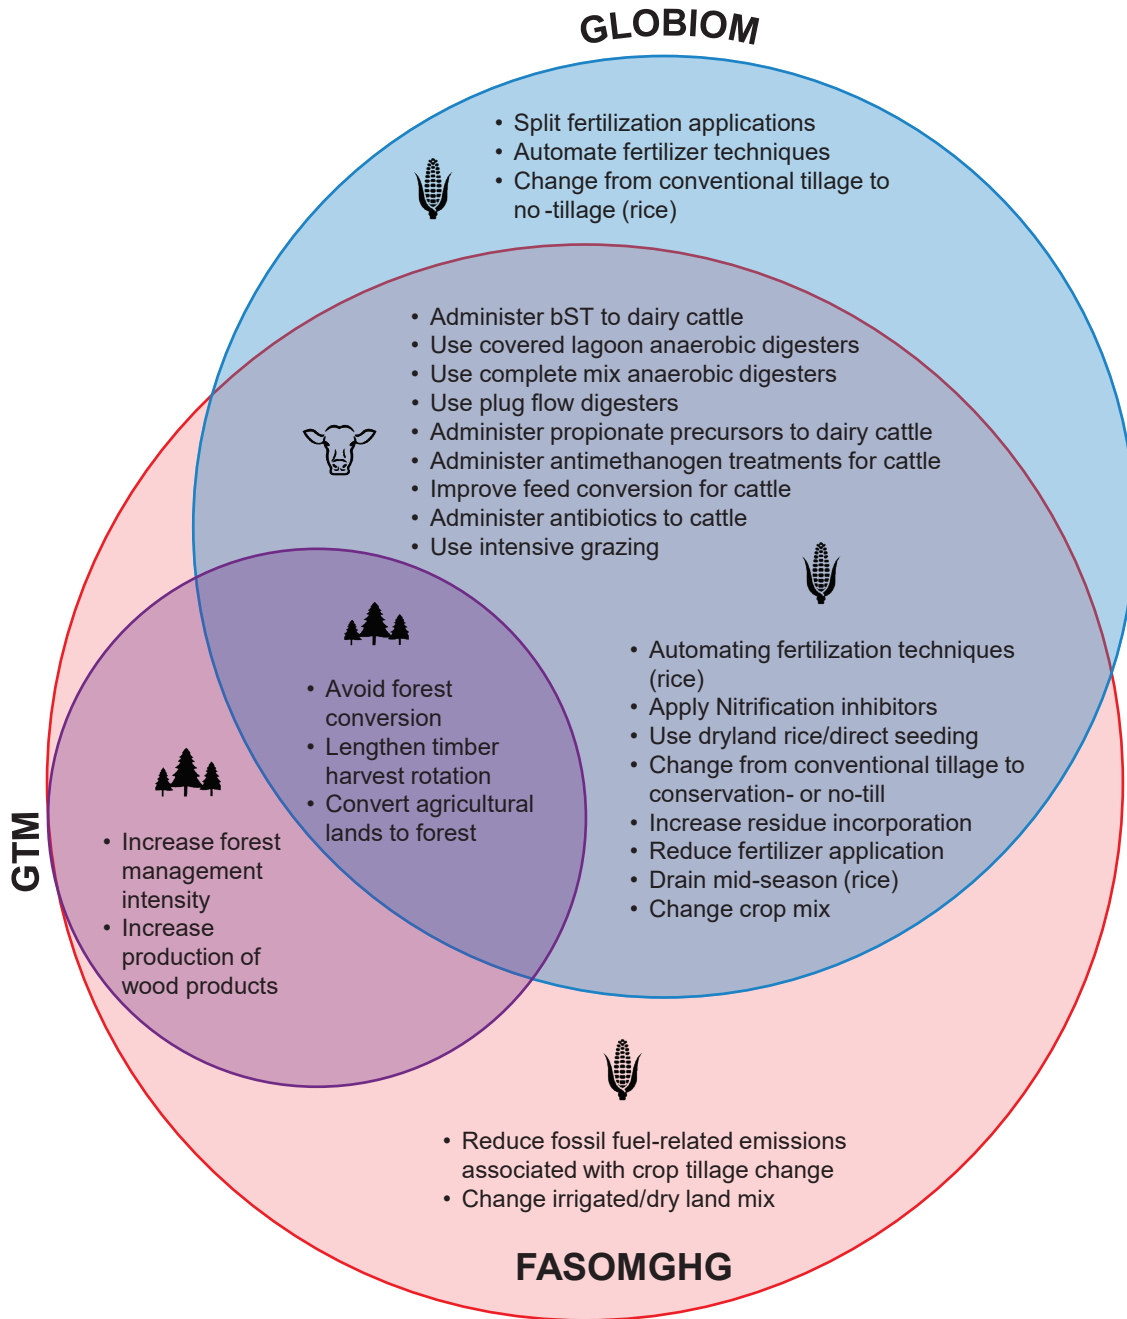 GLOBIOM
• Split fertilization applications
• Automate fertilizer techniques
• Change from conventional tillage to
no -tillage (rice)
• Administer bST to dairy cattle
• Use covered lagoon anaerobic digesters
• Use complete mix anaerobic digesters
• Use plug flow digesters
• Administer propionate precursors to dairy cattle
• Administer antimethanogen treatments for cattle
• Improve feed conversion for cattle
• Administer antibiotics to cattle
• Use intensive grazing
• Automating fertilization techniques
(rice)
• Apply Nitrification inhibitors
• Use dryland rice/direct seeding
• Change from conventional tillage to
conservation- or no-till
• Increase residue incorporation
• Reduce fertilizer application
• Drain mid-season (rice)
• Change crop mix
• Avoid forest
conversion
• Lengthen timber
harvest rotation
• Convert agricultural
lands to forest
GTM
• Increase forest
management
intensity
• Increase
production of
wood products
• Reduce fossil fuel-related emissions
associated with crop tillage change
• Change irrigated/dry land mix
FASOMGHG